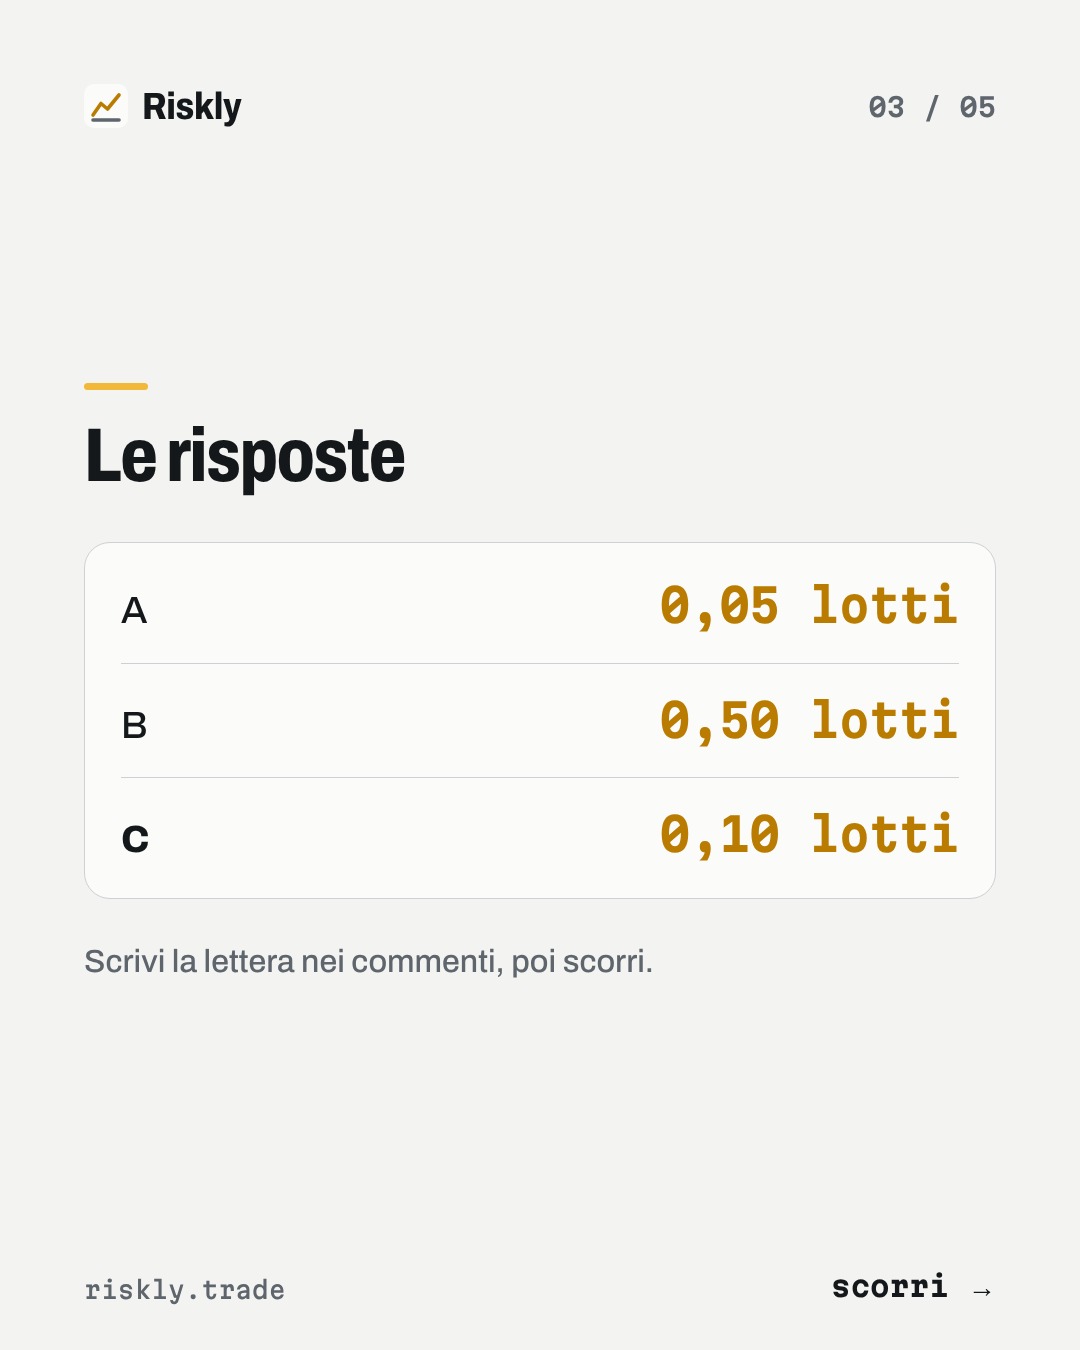 Riskly
03 / 05
Le risposte
A 0,05 lotti
B 0,50 lotti
C 0,10 lotti
Scrivi la lettera nei commenti, poi scorri.
riskly.trade
scorri →